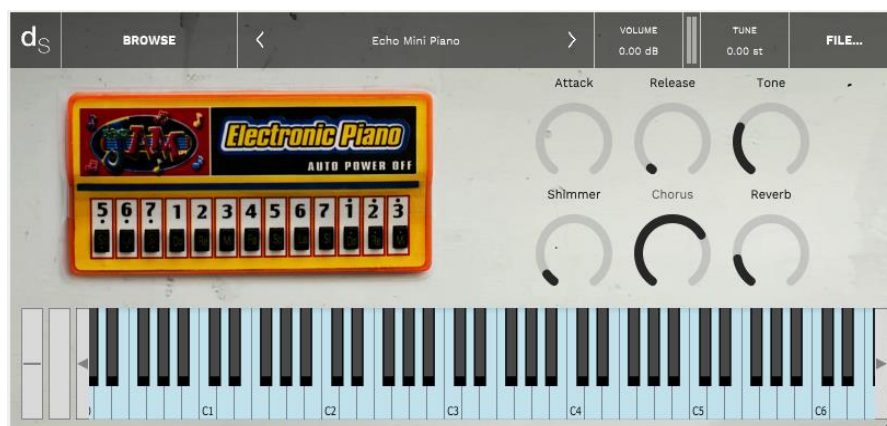 dS
BROWSE
Echo Mini Piano
VOLUME
0.00 dB
TUNE
0.00 st
FILE...
Attack
Release
Tone
JAM
Electronic Piano
AUTO POWER OFF
5 6 7 1 2 3 4 5 6 7 1 2 3
Shimmer
Chorus
Reverb
C1
C2
C3
C4
C5
C6